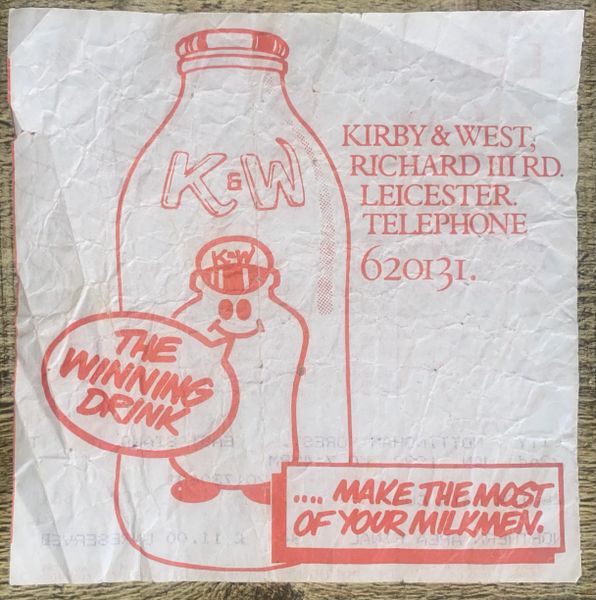 K&W
KIRBY & WEST,
RICHARD III RD.
LEICESTER.
TELEPHONE
620131.
K&W
THE
WINNING
DRINK
..... MAKE THE MOST
OF YOUR MILKMEN.